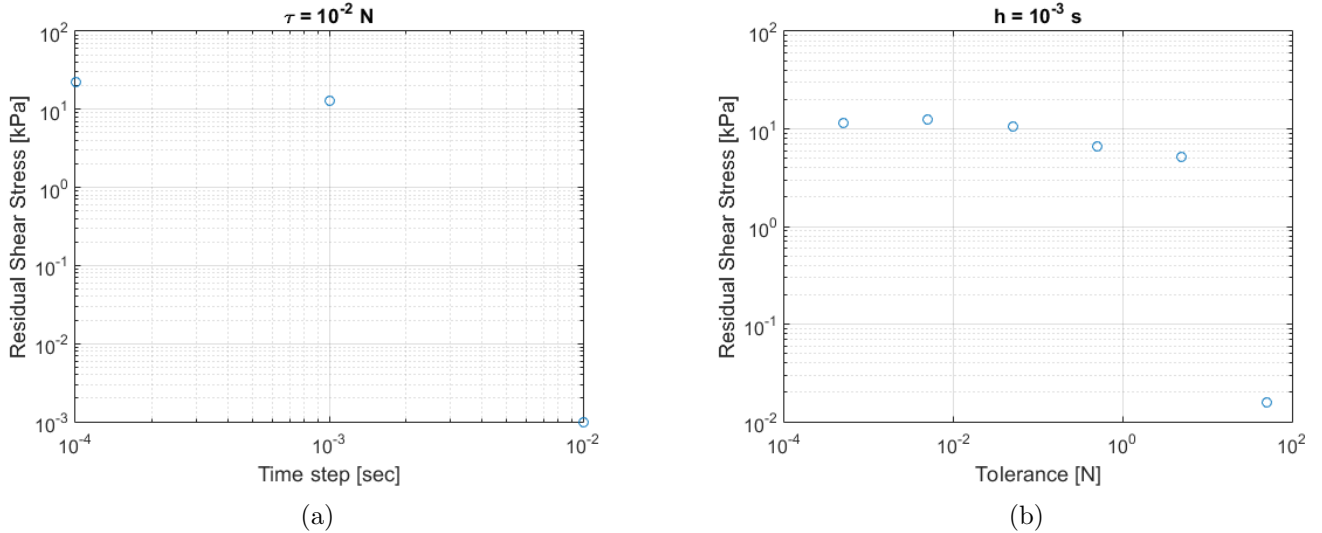 τ = 10⁻² N
10²
10¹
10⁰
10⁻¹
10⁻²
10⁻³
Residual Shear Stress [kPa]
10⁻⁴
10⁻³
10⁻²
Time step [sec]
(a)
h = 10⁻³ s
10²
10¹
10⁰
10⁻¹
10⁻²
Residual Shear Stress [kPa]
10⁻⁴
10⁻²
10⁰
10²
Tolerance [N]
(b)